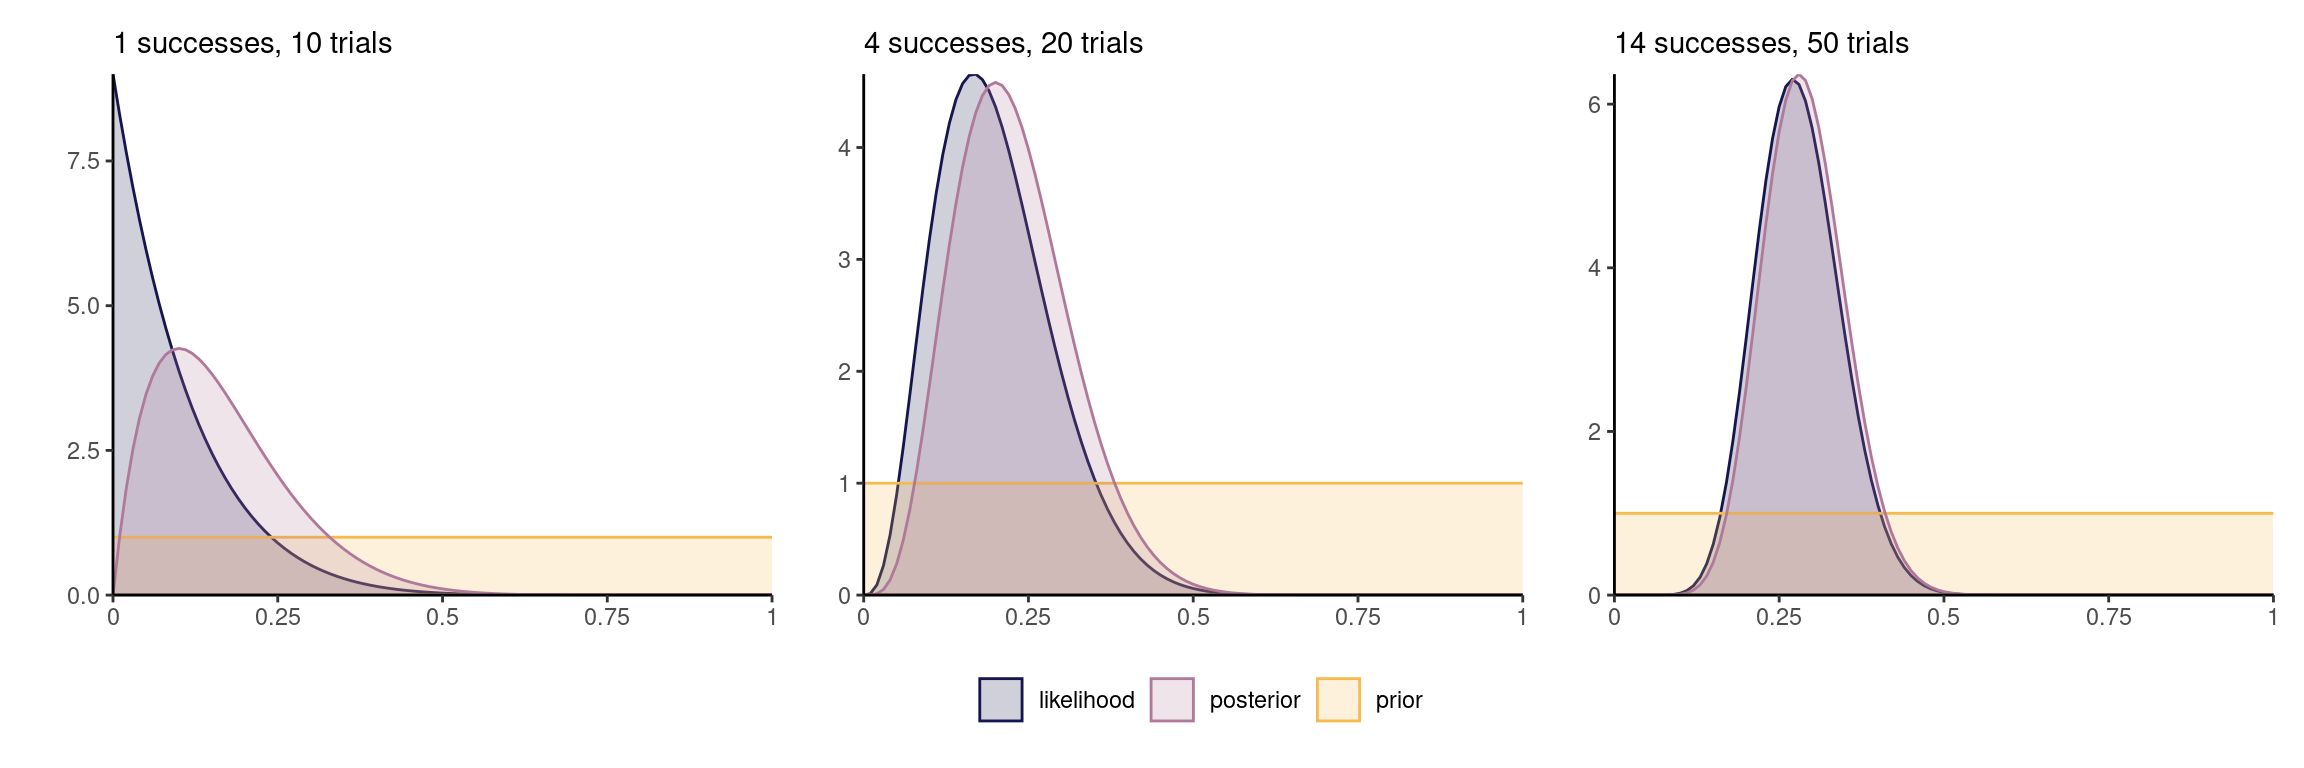 1 successes, 10 trials
4 successes, 20 trials
14 successes, 50 trials
7.5
5.0
2.5
0.0
0 0.25 0.5 0.75 1
4
3
2
1
0
0 0.25 0.5 0.75 1
6
4
2
0
0 0.25 0.5 0.75 1
likelihood posterior prior